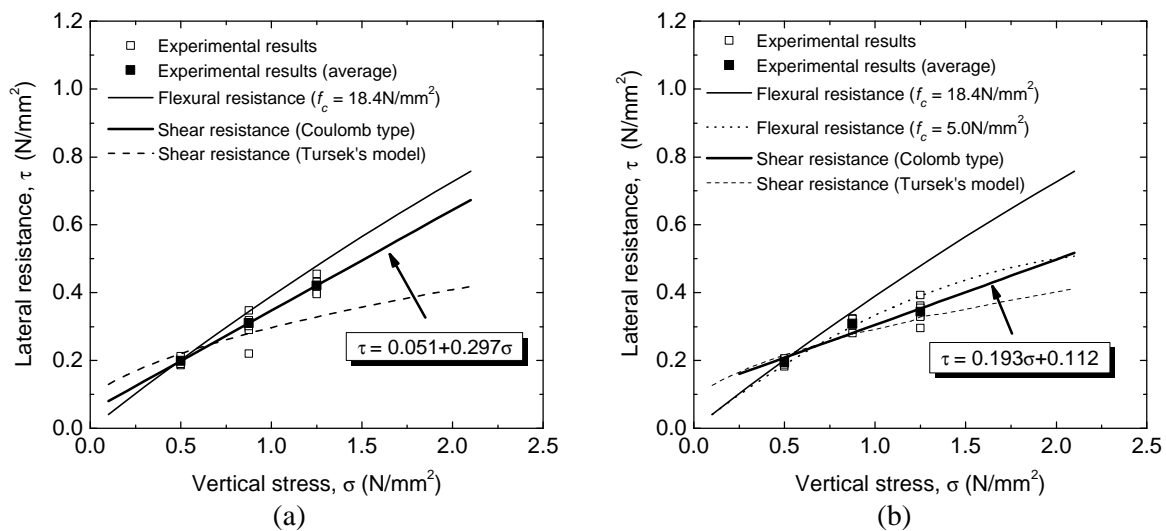 1.2
1.0
0.8
0.6
0.4
0.2
0.0
Lateral resistance, τ (N/mm²)
Experimental results
Experimental results (average)
Flexural resistance (f_c = 18.4N/mm²)
Shear resistance (Coulomb type)
Shear resistance (Tursek's model)
τ = 0.051+0.297σ
0.0 0.5 1.0 1.5 2.0 2.5
Vertical stress, σ (N/mm²)
(a)
1.2
1.0
0.8
0.6
0.4
0.2
0.0
Lateral resistance, τ (N/mm²)
Experimental results
Experimental results (average)
Flexural resistance (f_c = 18.4N/mm²)
Flexural resistance (f_c = 5.0N/mm²)
Shear resistance (Colomb type)
Shear resistance (Tursek's model)
τ = 0.193σ+0.112
0.0 0.5 1.0 1.5 2.0 2.5
Vertical stress, σ (N/mm²)
(b)